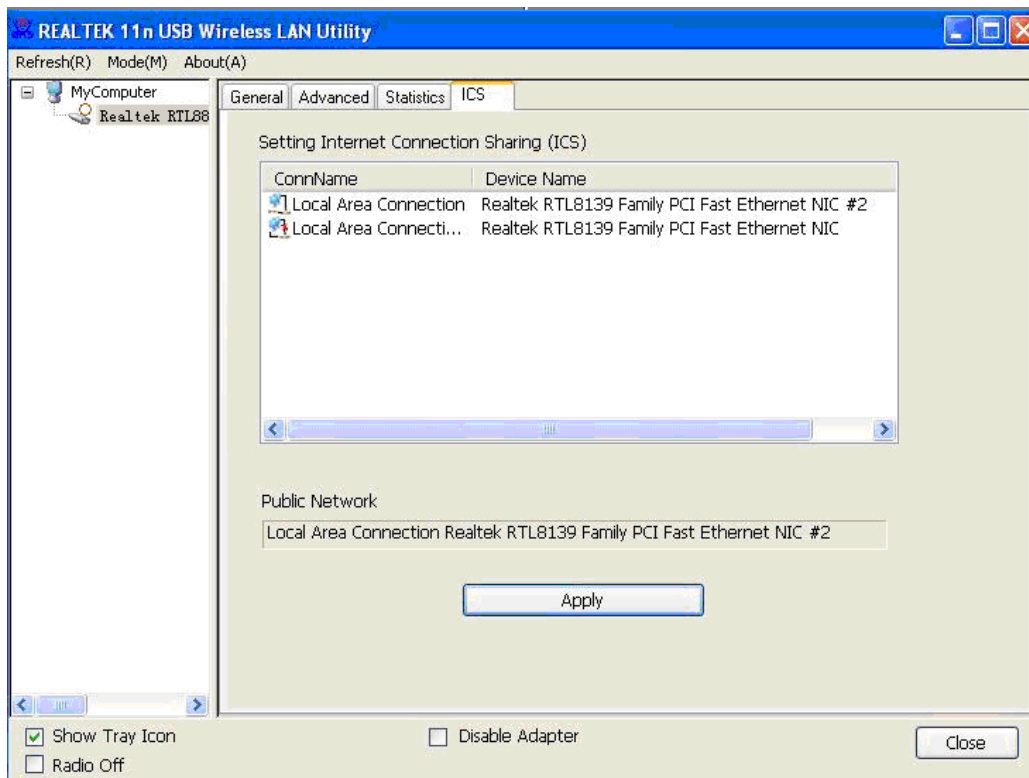 REALTEK 11n USB Wireless LAN Utility
Refresh(R) Mode(M) About(A)
MyComputer
Realtek RTL88
General Advanced Statistics ICS
Setting Internet Connection Sharing (ICS)
ConnName Device Name
Local Area Connection Realtek RTL8139 Family PCI Fast Ethernet NIC #2
Local Area Connecti... Realtek RTL8139 Family PCI Fast Ethernet NIC
Public Network
Local Area Connection Realtek RTL8139 Family PCI Fast Ethernet NIC #2
Apply
Show Tray Icon
Radio Off
Disable Adapter
Close